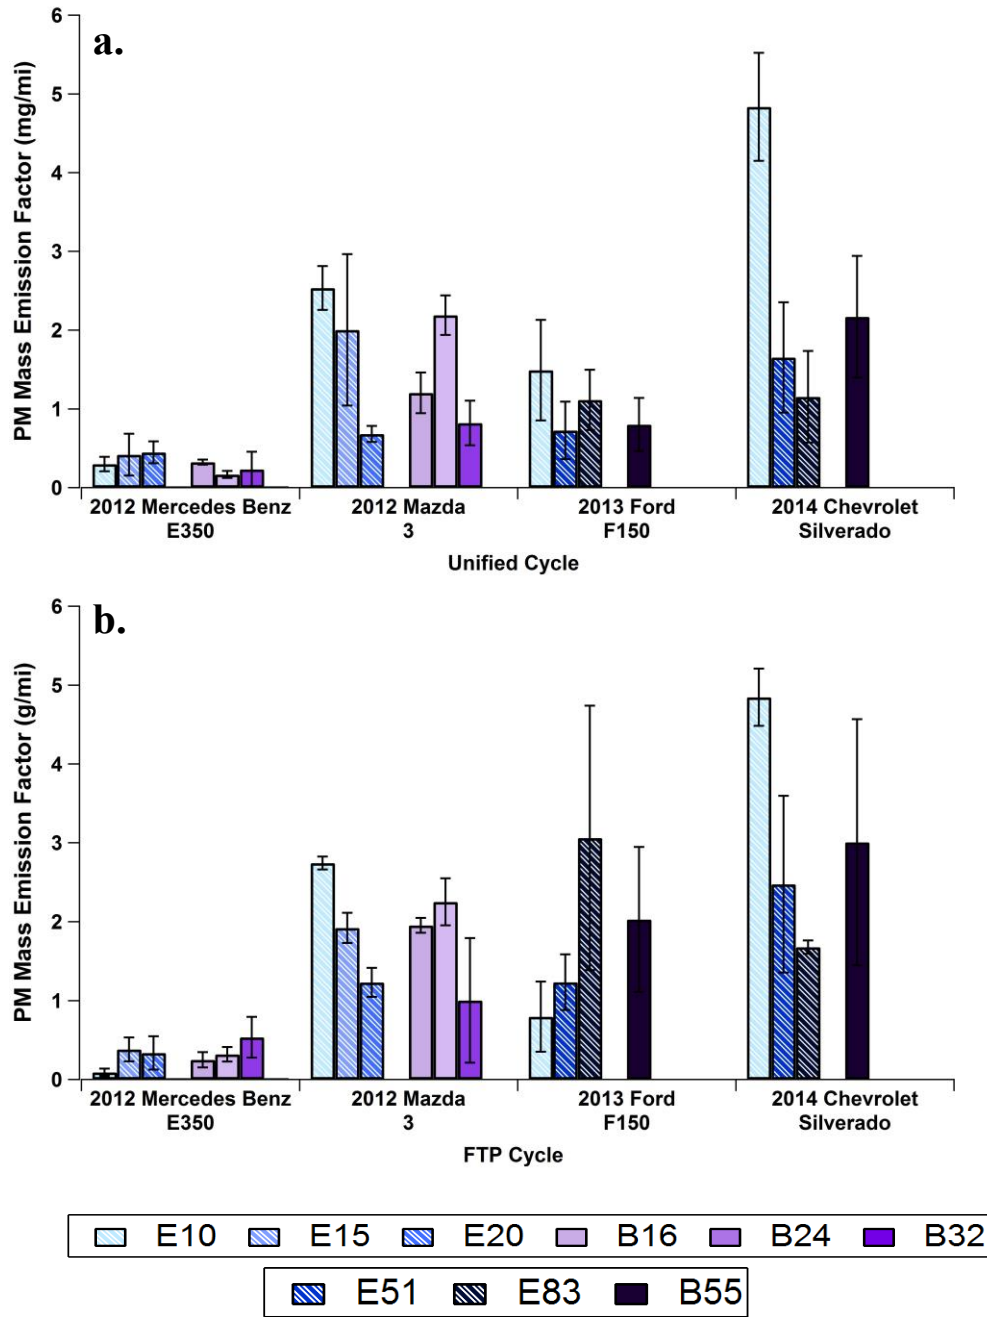 a.
PM Mass Emission Factor (mg/mi)
6
5
4
3
2
1
0
2012 Mercedes Benz
E350
2012 Mazda
3
2013 Ford
F150
2014 Chevrolet
Silverado
Unified Cycle
b.
PM Mass Emission Factor (g/mi)
6
5
4
3
2
1
0
2012 Mercedes Benz
E350
2012 Mazda
3
2013 Ford
F150
2014 Chevrolet
Silverado
FTP Cycle
E10 E15 E20 B16 B24 B32
E51 E83 B55